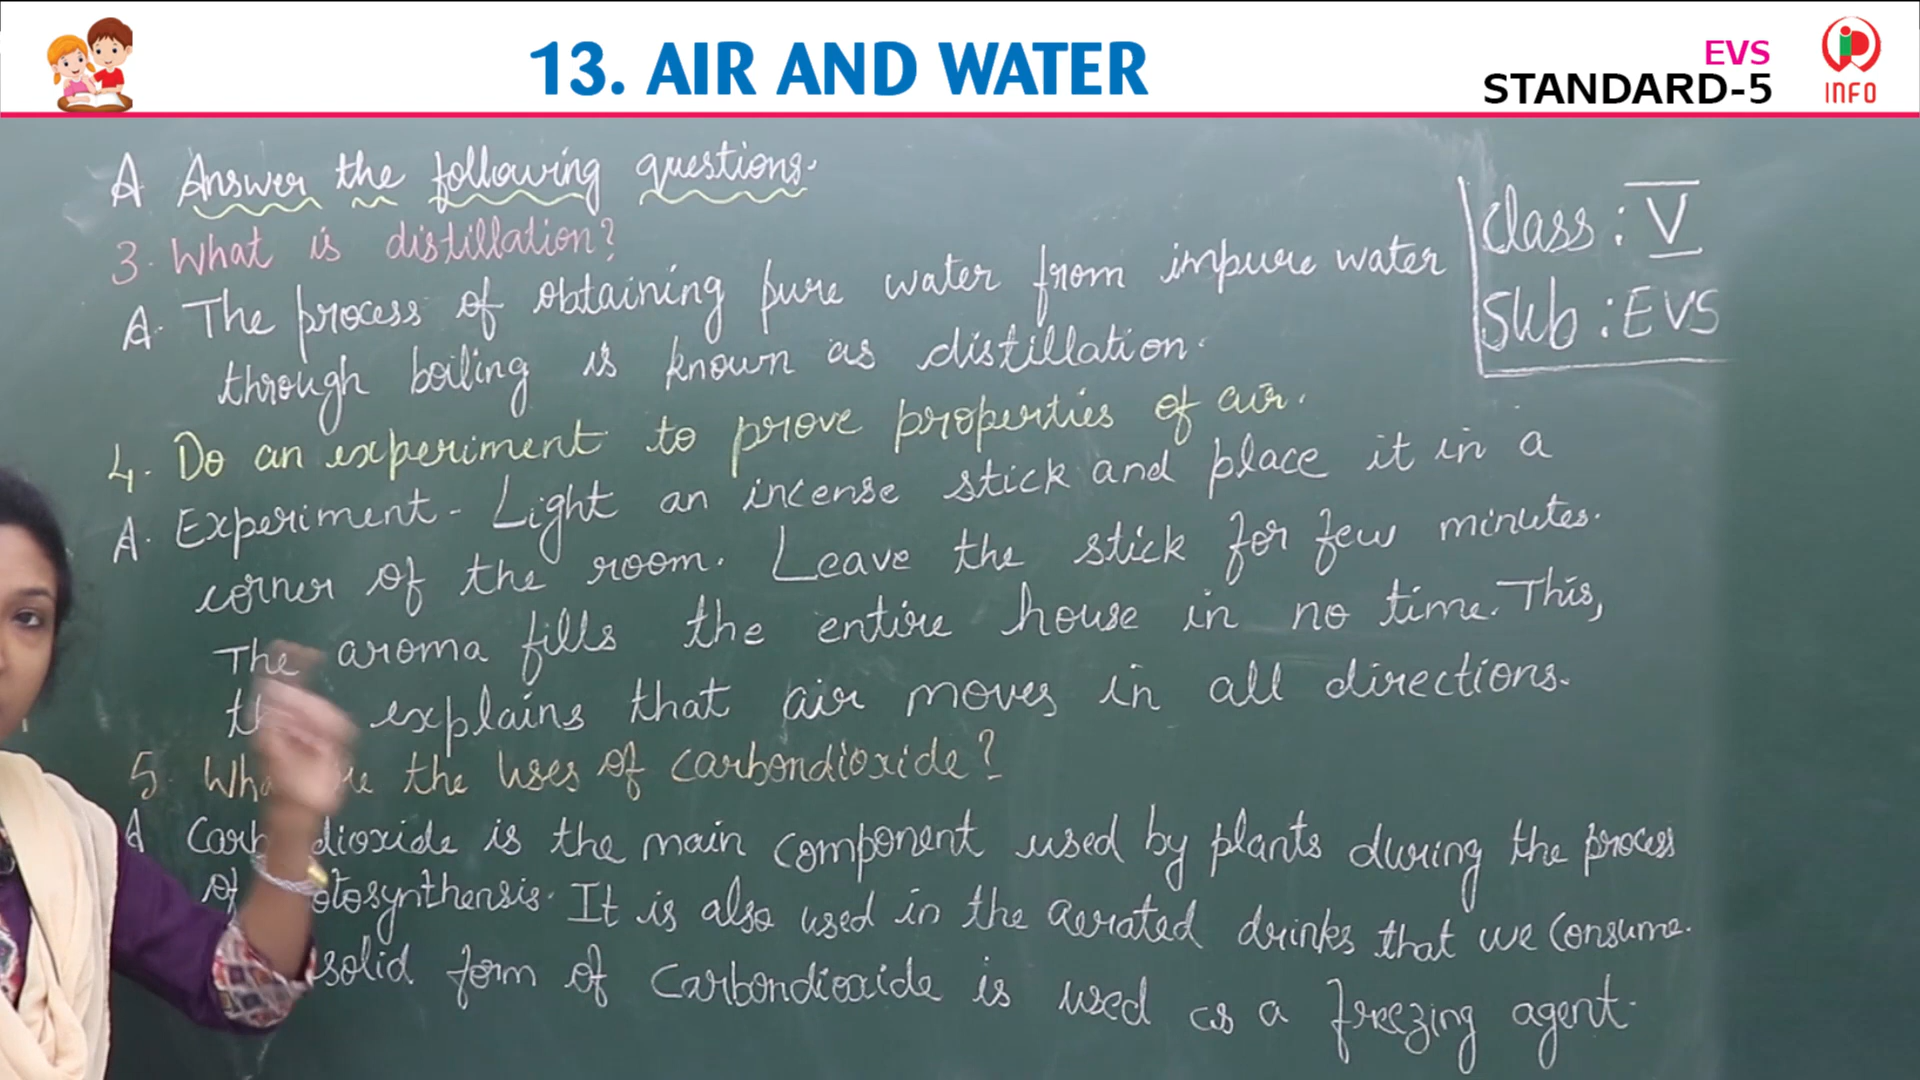 13. AIR AND WATER
EVS
STANDARD-5
INFO
A Answer the following questions.
class : V
Sub : EVS
3. What is distillation?
A. The process of obtaining pure water from impure water
through boiling is known as distillation.
4. Do an experiment to prove properties of air.
A. Experiment - Light an incense stick and place it in a
corner of the room. Leave the stick for few minutes.
The aroma fills the entire house in no time. This,
explains that air moves in all directions.
5. the uses of carbondioxide?
A dioxide is the main component used by plants during the process
of It is also used in the aerated drinks that we consume.
solid form of carbondioxide is used as a freezing agent.